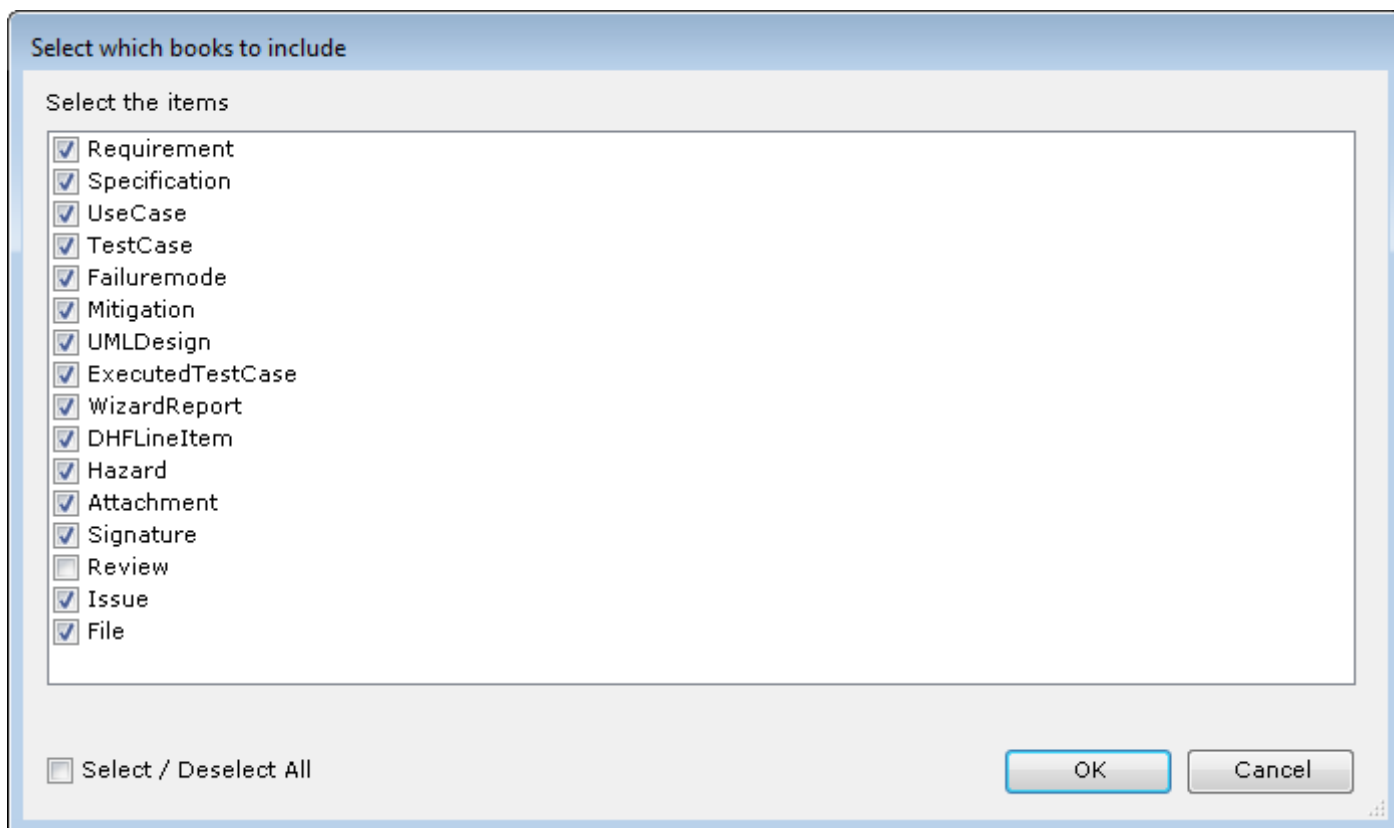 Select which books to include
Select the items
Requirement
Specification
UseCase
TestCase
Failuremode
Mitigation
UMLDesign
ExecutedTestCase
WizardReport
DHFLineItem
Hazard
Attachment
Signature
Review
Issue
File
Select / Deselect All
OK
Cancel